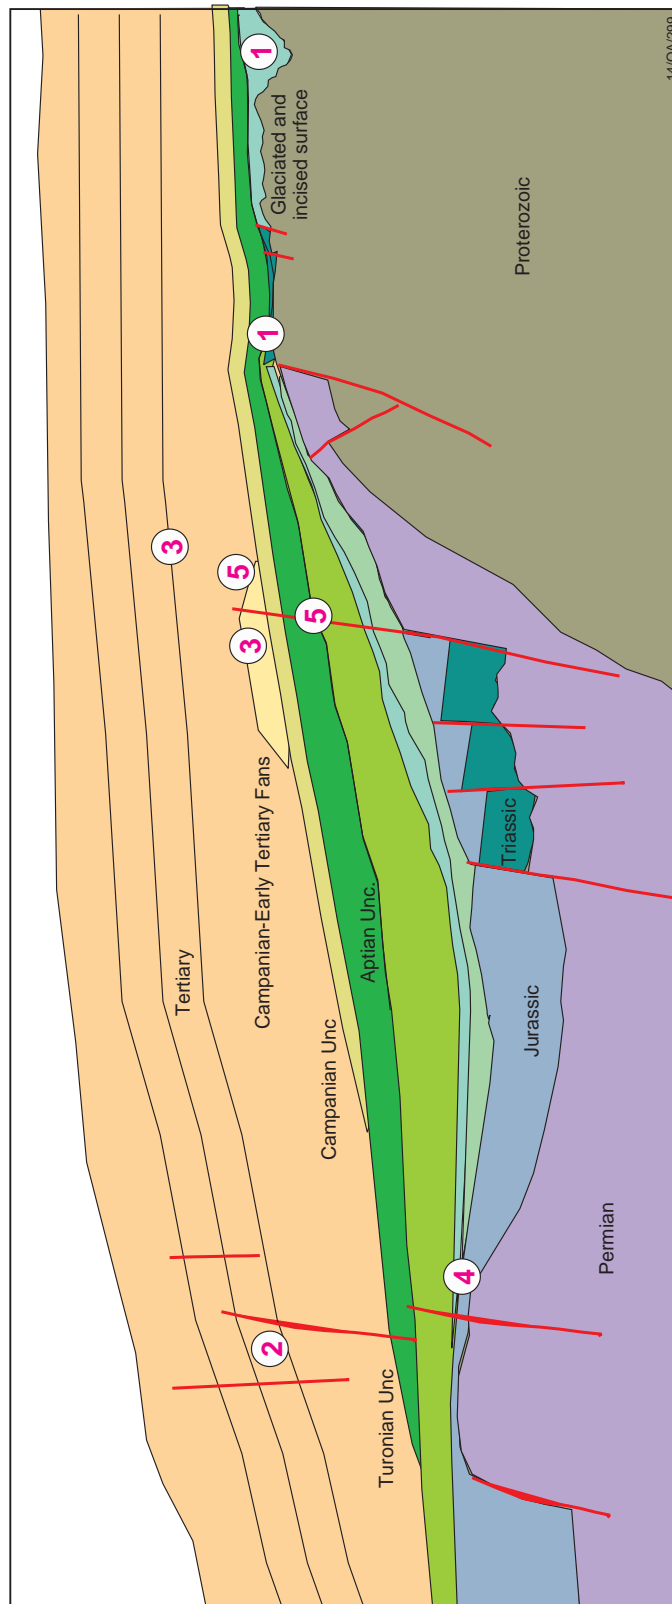 Tertiary
3
2
Campanian-Early Tertiary Fans
3
5
1
1
Glaciated and
incised surface
Campanian Unc
5
Turonian Unc
Aptian Unc.
4
Triassic
Proterozoic
Jurassic
Permian